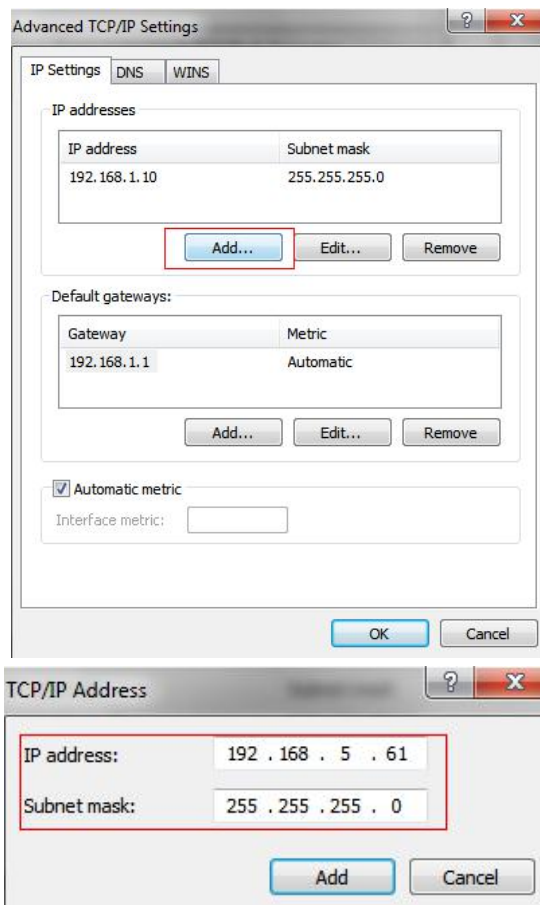 Advanced TCP/IP Settings
IP Settings DNS WINS
IP addresses
IP address Subnet mask
192.168.1.10 255.255.255.0
Add... Edit... Remove
Default gateways:
Gateway Metric
192.168.1.1 Automatic
Add... Edit... Remove
Automatic metric
Interface metric:
OK Cancel
TCP/IP Address
IP address: 192 . 168 . 5 . 61
Subnet mask: 255 . 255 . 255 . 0
Add Cancel